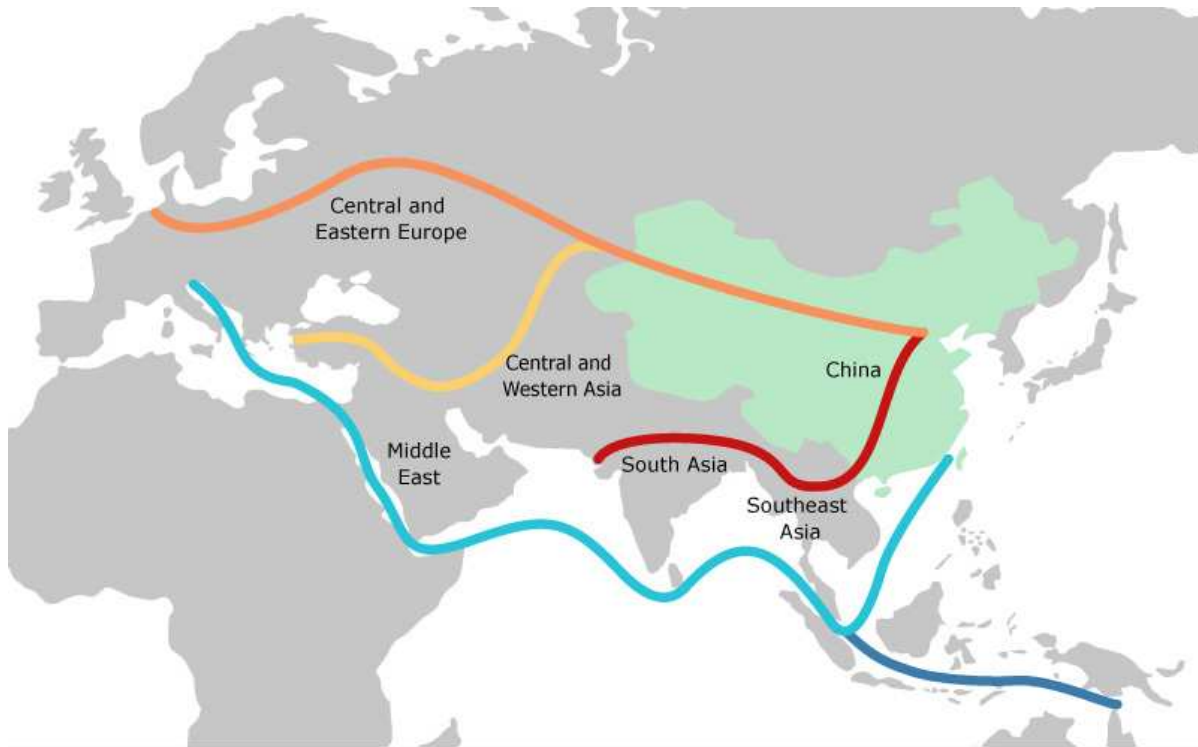 Central and
Eastern Europe
Central and
Western Asia
China
Middle
East
South Asia
Southeast
Asia